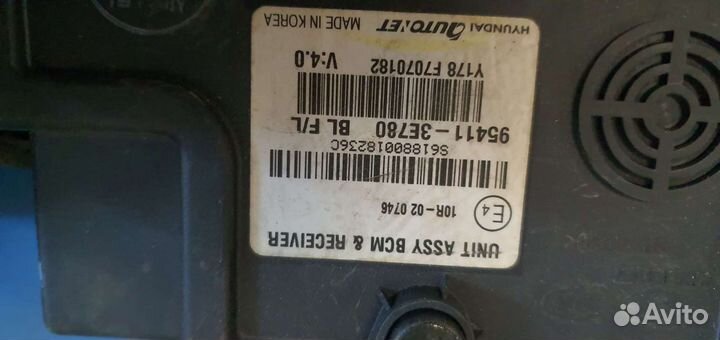 UNIT ASSY BCM & RECEIVER
E4 10R-02 0746
S618800018236C
95411-3E780 BL F/L
Y178 F7070182 V:4.0
HYUNDAI AUTONET MADE IN KOREA
Avito